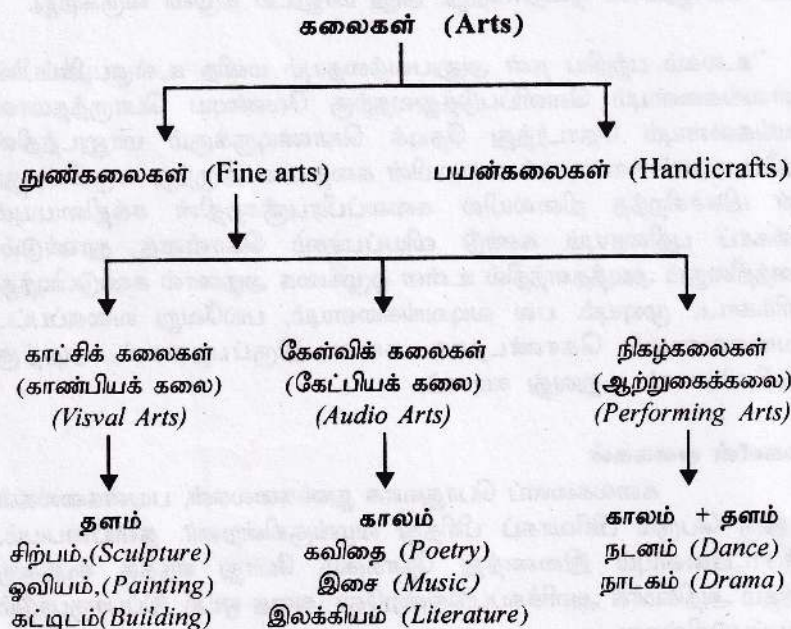 கலைகள் (Arts)
நுண்கலைகள் (Fine arts) பயன்கலைகள் (Handicrafts)
காட்சிக் கலைகள் கேள்விக் கலைகள் நிகழ்கலைகள்
(காண்பியக் கலை) (கேட்பியக் கலை) (ஆற்றுகைக்கலை)
(Visval Arts) (Audio Arts) (Performing Arts)
தளம் காலம் காலம் + தளம்
சிற்பம்,(Sculpture) கவிதை (Poetry) நடனம் (Dance)
ஓவியம்,(Painting) இசை (Music) நாடகம் (Drama)
கட்டிடம்(Building) இலக்கியம் (Literature)